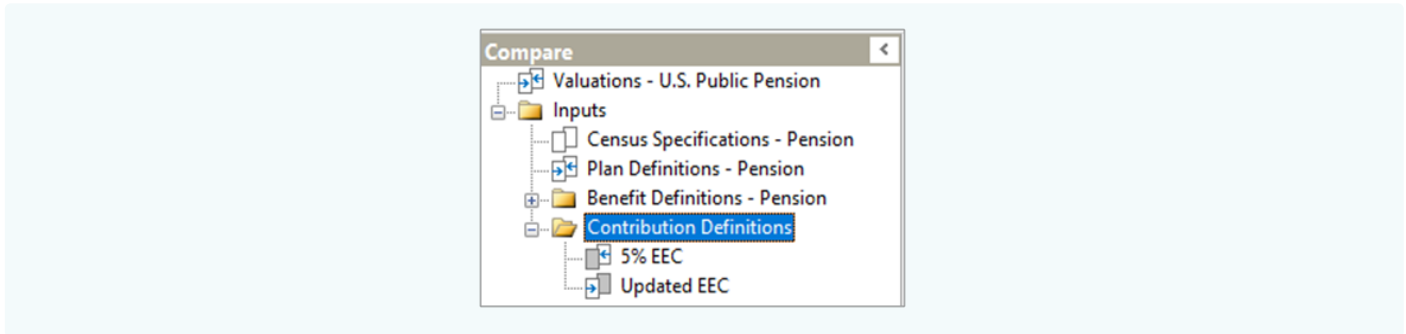 Compare
Valuations - U.S. Public Pension
Inputs
Census Specifications - Pension
Plan Definitions - Pension
Benefit Definitions - Pension
Contribution Definitions
5% EEC
Updated EEC